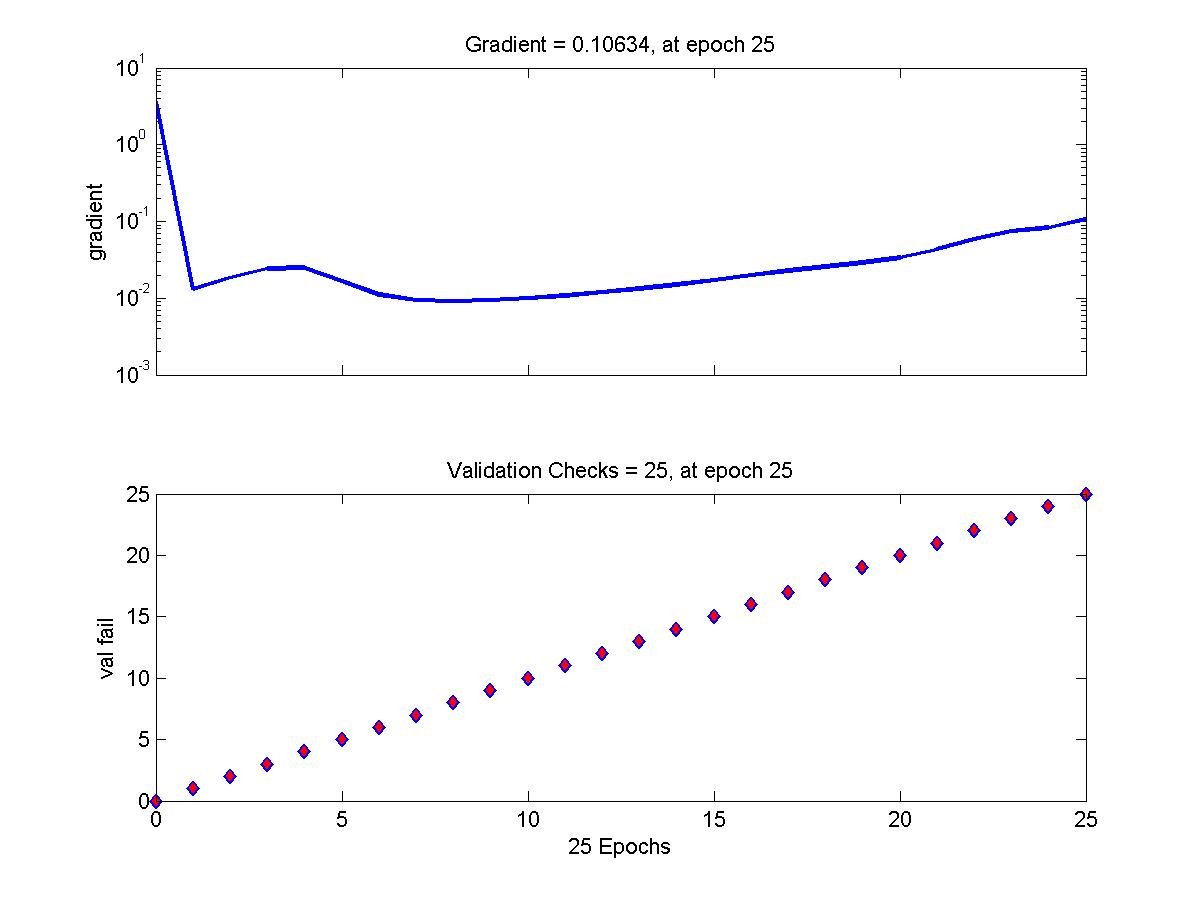 Gradient = 0.10634, at epoch 25
10^1
10^0
10^-1
10^-2
10^-3
gradient
Validation Checks = 25, at epoch 25
25
20
15
10
5
0
val fail
0 5 10 15 20 25
25 Epochs